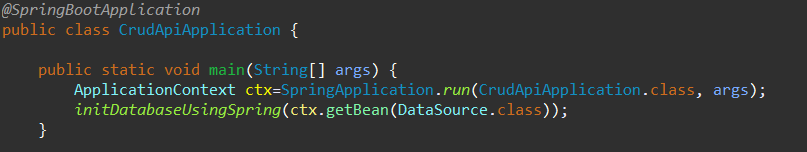 @SpringBootApplication
public class CrudApiApplication {
public static void main(String[] args) {
ApplicationContext ctx=SpringApplication.run(CrudApiApplication.class, args);
initDatabaseUsingSpring(ctx.getBean(DataSource.class));
}